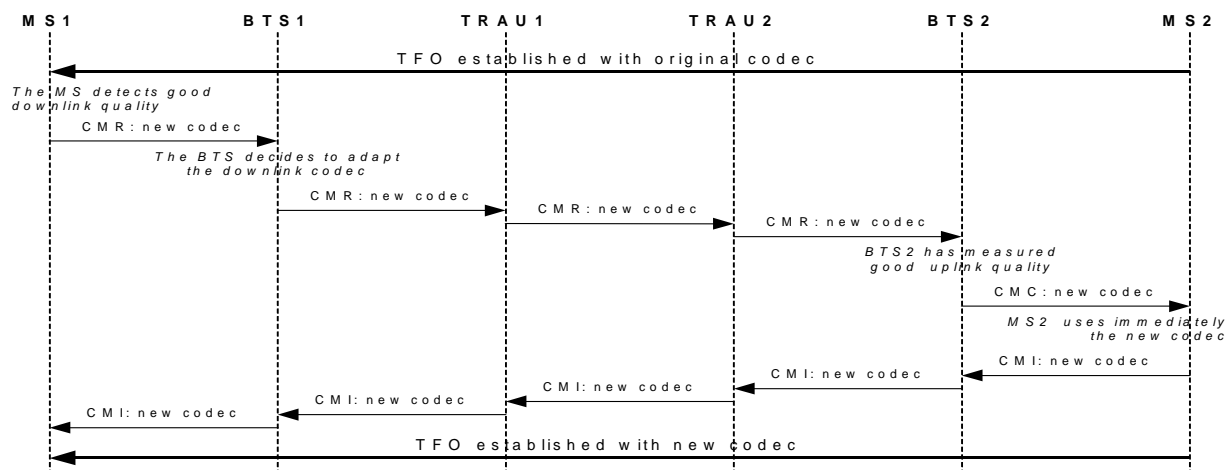 MS1 BTS1 TRAU1 TRAU2 BTS2 MS2
TFO established with original codec
The MS detects good
downlink quality
CMR: new codec
The BTS decides to adapt
the downlink codec
CMR: new codec
CMR: new codec
CMR: new codec
BTS2 has measured
good uplink quality
CMC: new codec
MS2 uses immediately
the new codec
CMI: new codec
CMI: new codec
CMI: new codec
CMI: new codec
CMI: new codec
TFO established with new codec